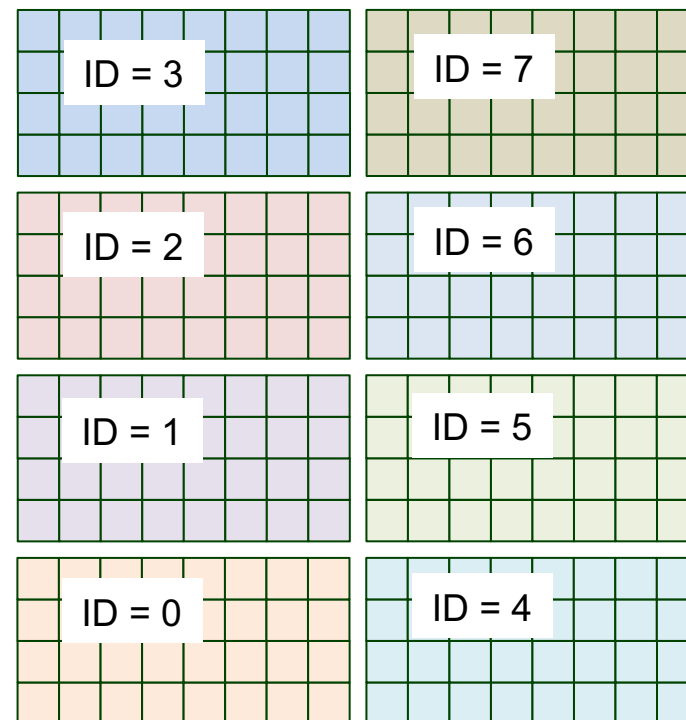 ID = 3
ID = 7
ID = 2
ID = 6
ID = 1
ID = 5
ID = 0
ID = 4